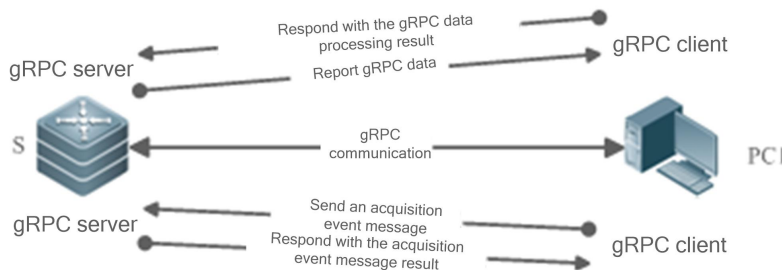 Respond with the gRPC data
processing result
gRPC client
gRPC server
Report gRPC data
S
gRPC
communication
PC1
Send an acquisition
event message
gRPC server
Respond with the acquisition
event message result
gRPC client